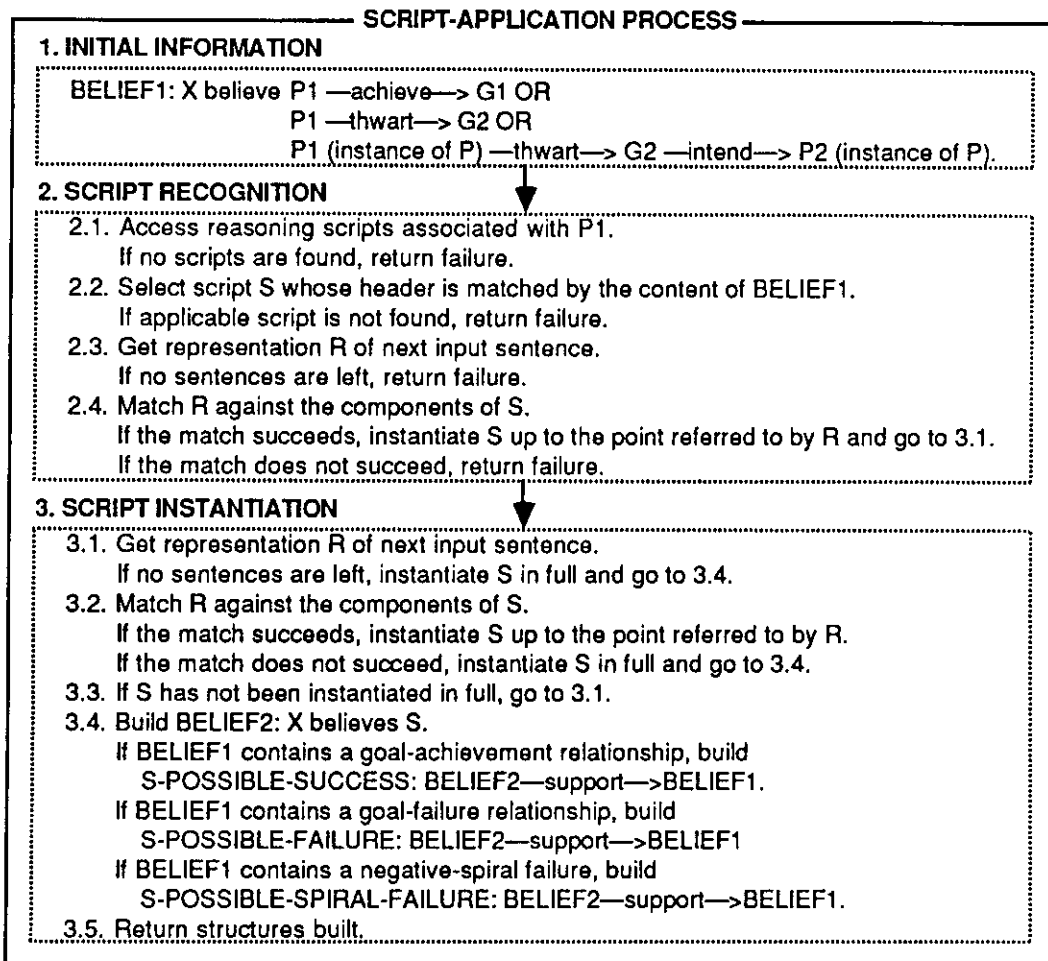 SCRIPT-APPLICATION PROCESS
1. INITIAL INFORMATION
BELIEF1: X believe P1 —achieve—> G1 OR
P1 —thwart—> G2 OR
P1 (instance of P) —thwart—> G2 —intend—> P2 (instance of P).
2. SCRIPT RECOGNITION
2.1. Access reasoning scripts associated with P1.
If no scripts are found, return failure.
2.2. Select script S whose header is matched by the content of BELIEF1.
If applicable script is not found, return failure.
2.3. Get representation R of next input sentence.
If no sentences are left, return failure.
2.4. Match R against the components of S.
If the match succeeds, instantiate S up to the point referred to by R and go to 3.1.
If the match does not succeed, return failure.
3. SCRIPT INSTANTIATION
3.1. Get representation R of next input sentence.
If no sentences are left, instantiate S in full and go to 3.4.
3.2. Match R against the components of S.
If the match succeeds, instantiate S up to the point referred to by R.
If the match does not succeed, instantiate S in full and go to 3.4.
3.3. If S has not been instantiated in full, go to 3.1.
3.4. Build BELIEF2: X believes S.
If BELIEF1 contains a goal-achievement relationship, build
S-POSSIBLE-SUCCESS: BELIEF2—support—>BELIEF1.
If BELIEF1 contains a goal-failure relationship, build
S-POSSIBLE-FAILURE: BELIEF2—support—>BELIEF1
If BELIEF1 contains a negative-spiral failure, build
S-POSSIBLE-SPIRAL-FAILURE: BELIEF2—support—>BELIEF1.
3.5. Return structures built.